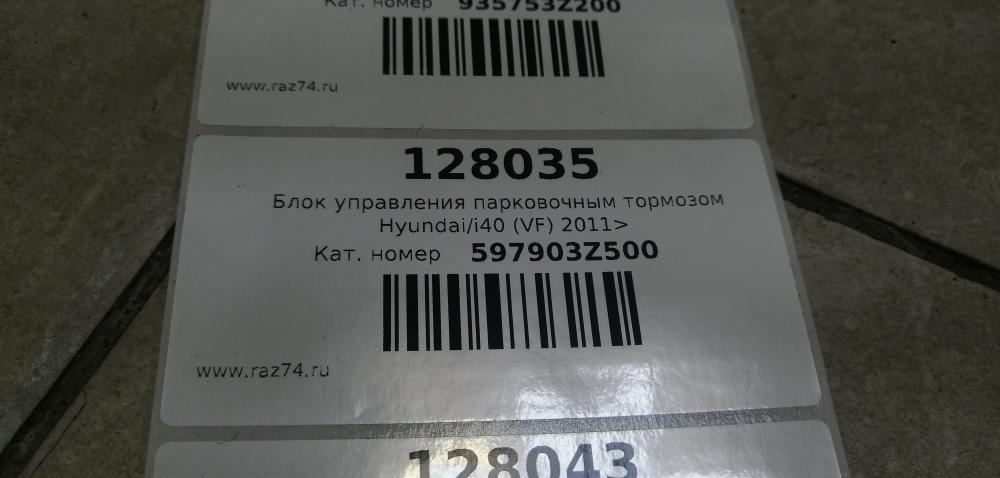 Кат. номер 935753Z200
www.raz74.ru
128035
Блок управления парковочным тормозом
Hyundai/i40 (VF) 2011>
Кат. номер 597903Z500
www.raz74.ru
128043